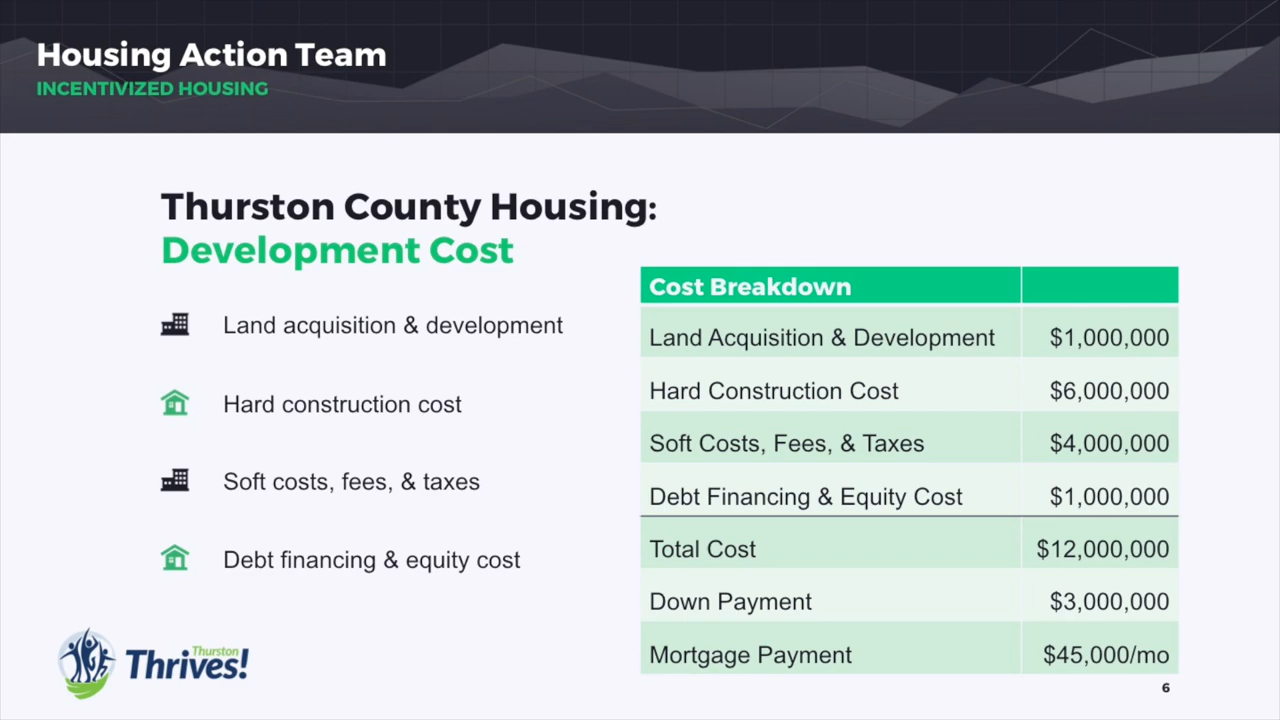 Housing Action Team
INCENTIVIZED HOUSING
Thurston County Housing:
Development Cost
Land acquisition & development
Hard construction cost
Soft costs, fees, & taxes
Debt financing & equity cost
Cost Breakdown
Land Acquisition & Development $1,000,000
Hard Construction Cost $6,000,000
Soft Costs, Fees, & Taxes $4,000,000
Debt Financing & Equity Cost $1,000,000
Total Cost $12,000,000
Down Payment $3,000,000
Mortgage Payment $45,000/mo
Thurston
Thrives!
6